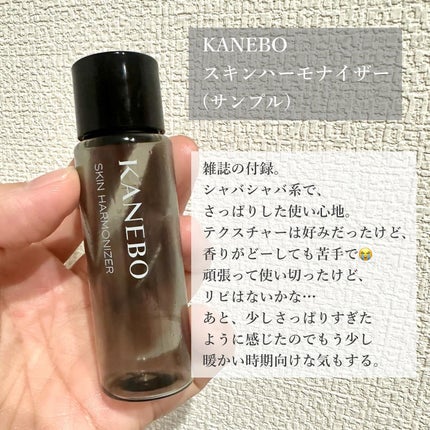 KANEBO
スキンハーモナイザー
(サンプル)
雑誌の付録。
シャバシャバ系で、
さっぱりした使い心地。
テクスチャーは好みだったけど、
香りがどーしても苦手で😭
頑張って使い切ったけど、
リピはないかな…
あと、少しさっぱりすぎた
ように感じたのでもう少し
暖かい時期向けな気もする。
KANEBO
SKIN HARMONIZER